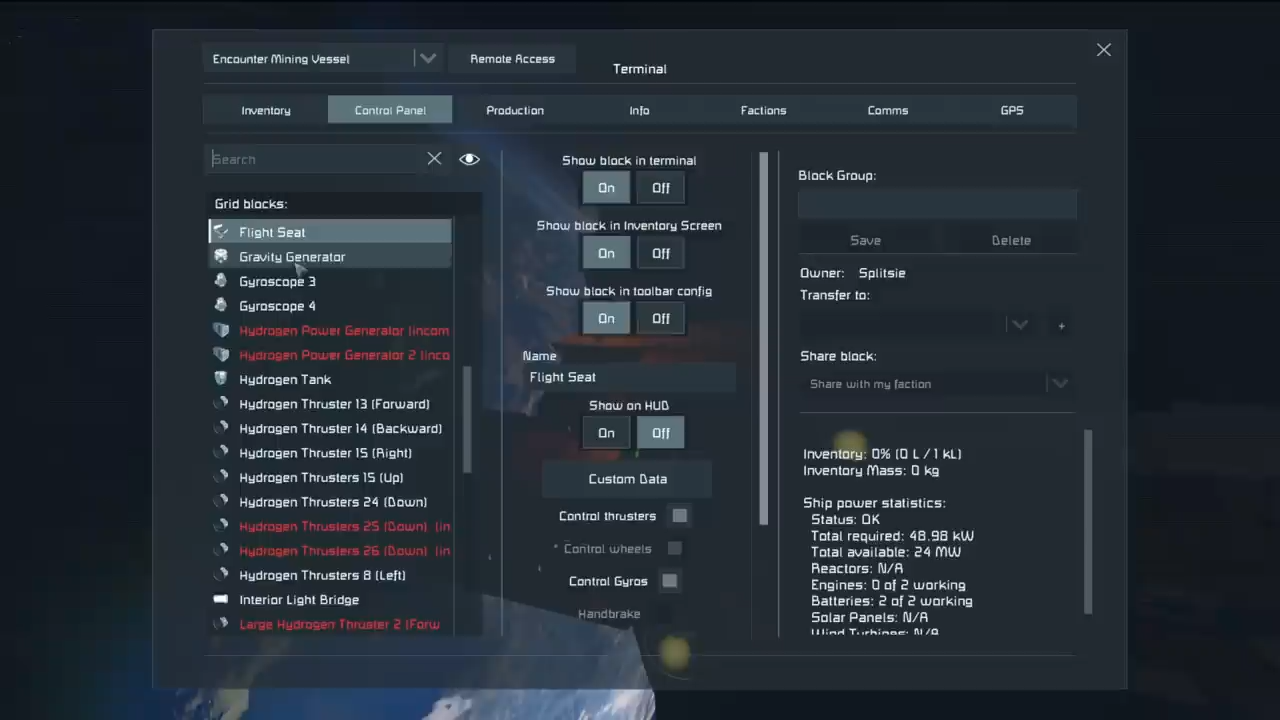 Encounter Mining Vessel
Remote Access
Terminal
Inventory
Control Panel
Production
Info
Factions
Comms
GPS
Search
Grid blocks:
Flight Seat
Gravity Generator
Gyroscope 3
Gyroscope 4
Hydrogen Power Generator (incom
Hydrogen Power Generator 2 (inco
Hydrogen Tank
Hydrogen Thruster 13 (Forward)
Hydrogen Thruster 14 (Backward)
Hydrogen Thruster 15 (Right)
Hydrogen Thrusters 15 (Up)
Hydrogen Thrusters 24 (Down)
Hydrogen Thrusters 25 (Down) (in
Hydrogen Thrusters 26 (Down) (in
Hydrogen Thrusters 8 (Left)
Interior Light Bridge
Large Hydrogen Thruster 2 (Forw
Show block in terminal
On Off
Show block in Inventory Screen
On Off
Show block in toolbar config
On Off
Name
Flight Seat
Show on HUD
On Off
Custom Data
Control thrusters
* Control wheels
Control Gyros
Handbrake
Block Group:
Save
Delete
Owner: Splitsie
Transfer to:
+
Share block:
Share with my faction
Inventory: 0% (0 L / 1 kL)
Inventory Mass: 0 kg
Ship power statistics:
Status: OK
Total required: 48.98 kW
Total available: 24 MW
Reactors: N/A
Engines: 0 of 2 working
Batteries: 2 of 2 working
Solar Panels: N/A
Wind Turbines: N/A